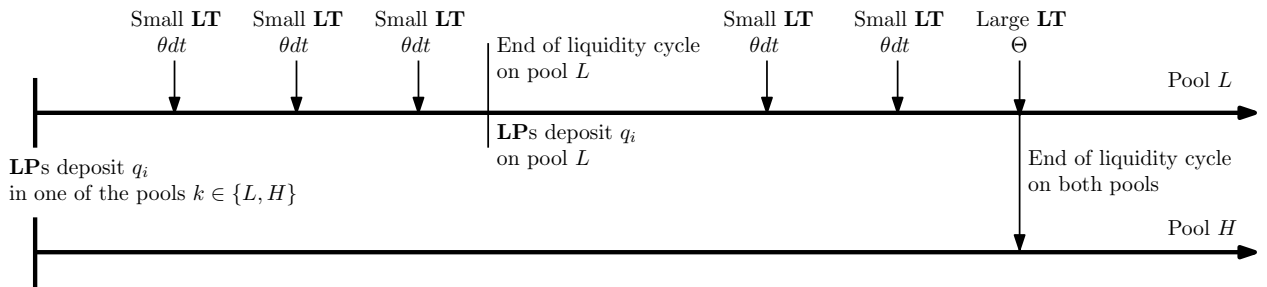 Small LT
θdt
Small LT
θdt
Small LT
θdt
End of liquidity cycle
on pool L
Small LT
θdt
Small LT
θdt
Large LT
Θ
Pool L
LPs deposit q_i
on pool L
LPs deposit q_i
in one of the pools k ∈ {L, H}
End of liquidity cycle
on both pools
Pool H